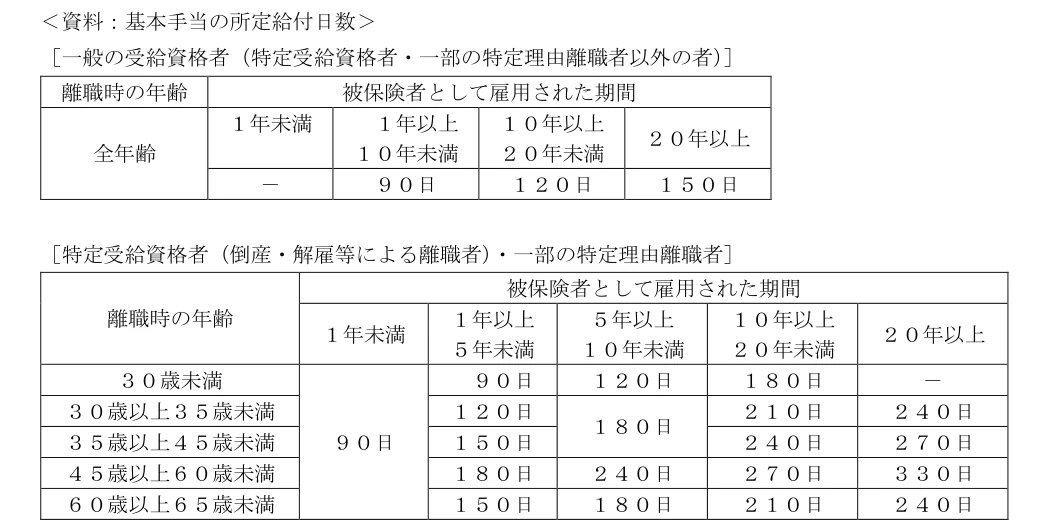 ＜資料：基本手当の所定給付日数＞
［一般の受給資格者（特定受給資格者・一部の特定理由離職者以外の者）］
離職時の年齢 被保険者として雇用された期間
全年齢 １年未満 １年以上１０年未満 １０年以上２０年未満 ２０年以上
－ ９０日 １２０日 １５０日
［特定受給資格者（倒産・解雇等による離職者）・一部の特定理由離職者］
離職時の年齢 被保険者として雇用された期間
１年未満 １年以上５年未満 ５年以上１０年未満 １０年以上２０年未満 ２０年以上
３０歳未満 ９０日 ９０日 １２０日 １８０日 －
３０歳以上３５歳未満 １２０日 １８０日 ２１０日 ２４０日
３５歳以上４５歳未満 １５０日 ２４０日 ２７０日
４５歳以上６０歳未満 １８０日 ２４０日 ２７０日 ３３０日
６０歳以上６５歳未満 １５０日 １８０日 ２１０日 ２４０日